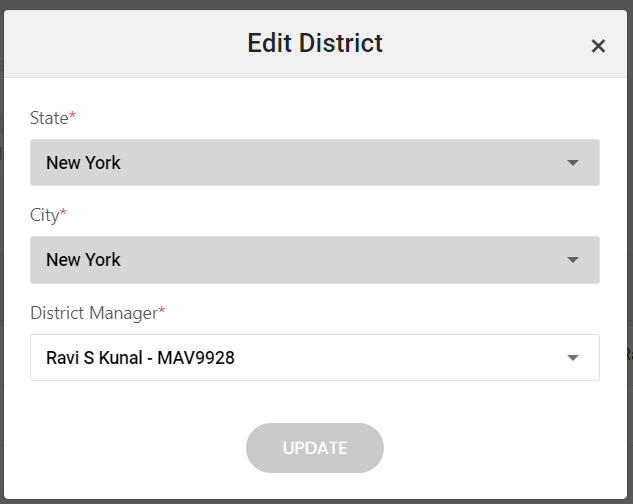 Edit District
×
State*
New York
City*
New York
District Manager*
Ravi S Kunal - MAV9928
UPDATE